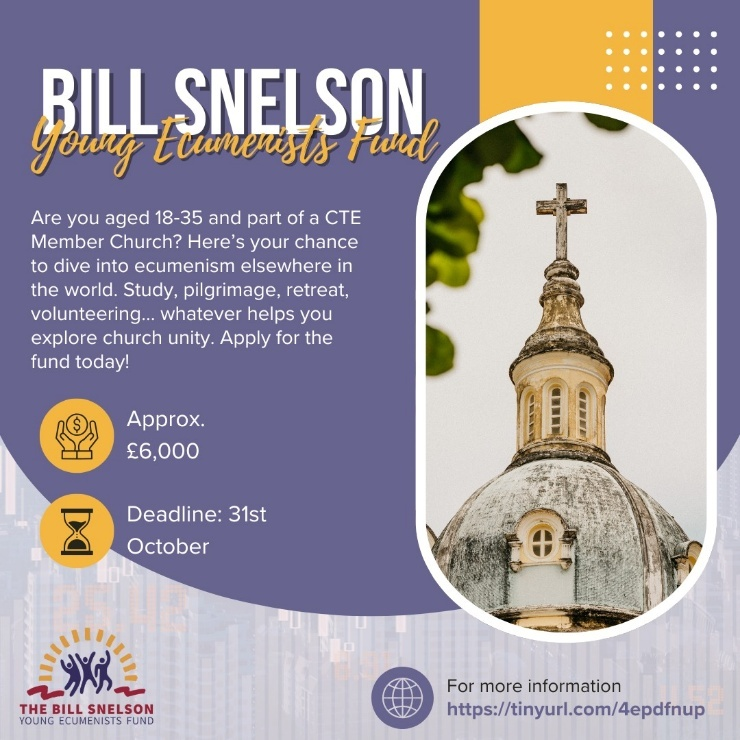 BILL SNELSON
Young Ecumenists Fund
Are you aged 18-35 and part of a CTE
Member Church? Here's your chance
to dive into ecumenism elsewhere in
the world. Study, pilgrimage, retreat,
volunteering... whatever helps you
explore church unity. Apply for the
fund today!
Approx.
£6,000
Deadline: 31st
October
THE BILL SNELSON
YOUNG ECUMENISTS FUND
For more information
https://tinyurl.com/4epdfnup